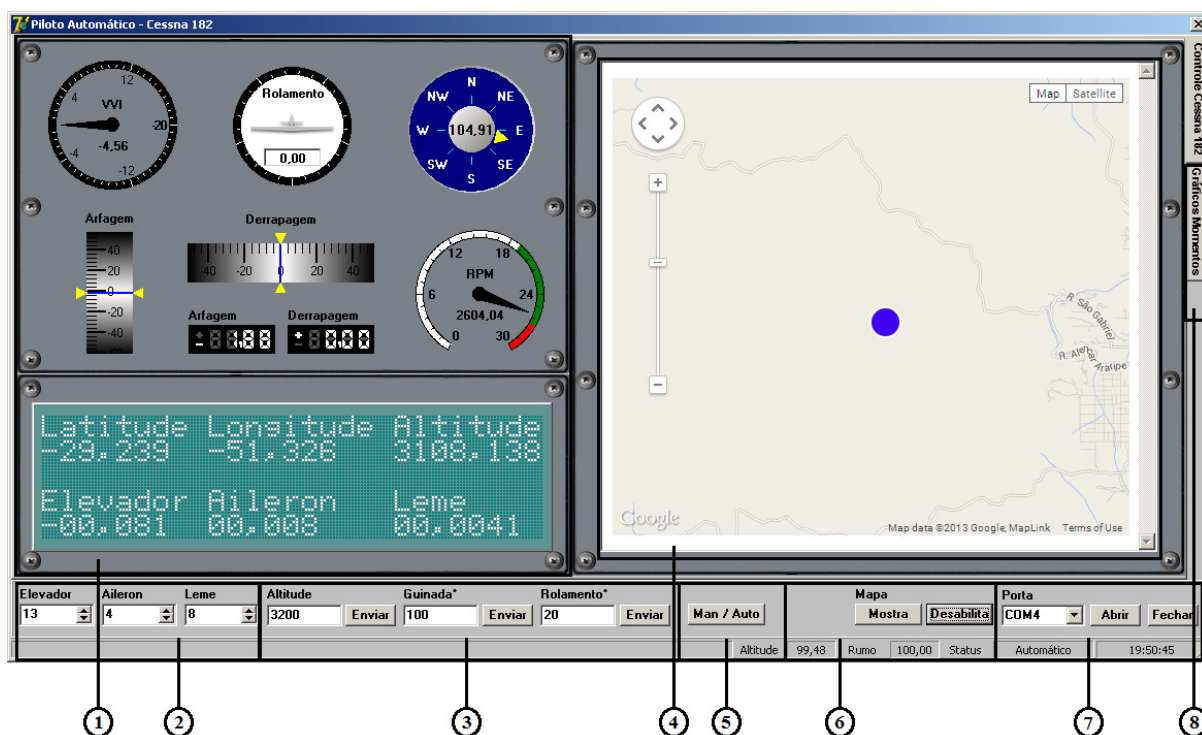 Piloto Automático - Cessna 182
Controle Cessna 182
Gráficos Momentos
12
4
VVI
20
-4,56
-4
-12
Rolamento
0,00
N
NW NE
W 104,91 E
SW SE
S
Arfagem
40
20
0
-20
-40
Derrapagem
-40 -20 0 20 40
Arfagem Derrapagem
-1,00 +0,00
12 18
RPM
6 24
2604,04
0 30
Latitude Longitude Altitude
-29.239 -51.326 3108.138
Elevador Aileron Leme
-00.081 00.008 00.0041
Map Satellite
R. São Gabriel
R. Alencar Araripe
Google
Map data ©2013 Google, MapLink Terms of Use
Elevador Aileron Leme Altitude Guinada* Rolamento* Mapa Porta
13 4 8 3200 Enviar 100 Enviar 20 Enviar Man / Auto Mostra Desabilita COM4 Abrir Fechar
Altitude 99,48 Rumo 100,00 Status Automático 19:50:45
1 2 3 4 5 6 7 8